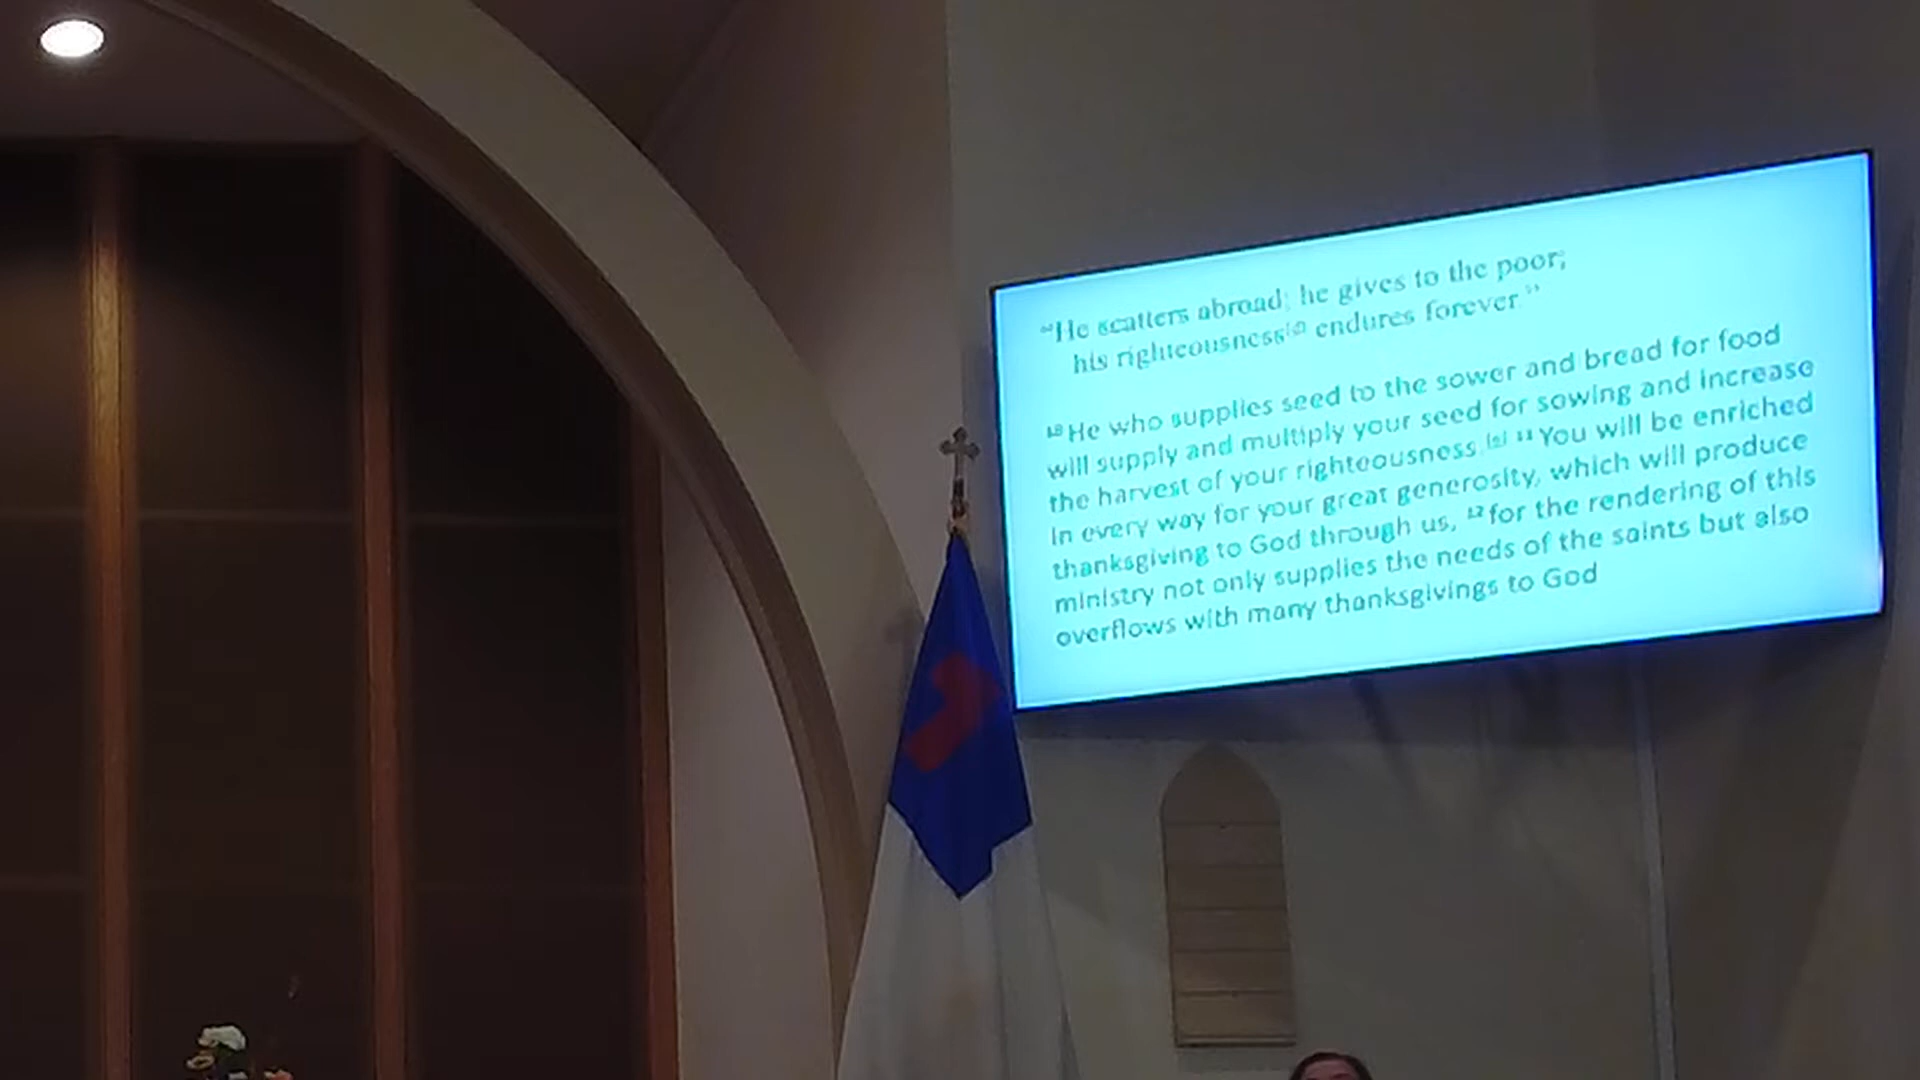 “He scatters abroad; he gives to the poor;
his righteousness[d] endures forever.”
10 He who supplies seed to the sower and bread for food
will supply and multiply your seed for sowing and increase
the harvest of your righteousness.[e] 11 You will be enriched
in every way for your great generosity, which will produce
thanksgiving to God through us, 12 for the rendering of this
ministry not only supplies the needs of the saints but also
overflows with many thanksgivings to God